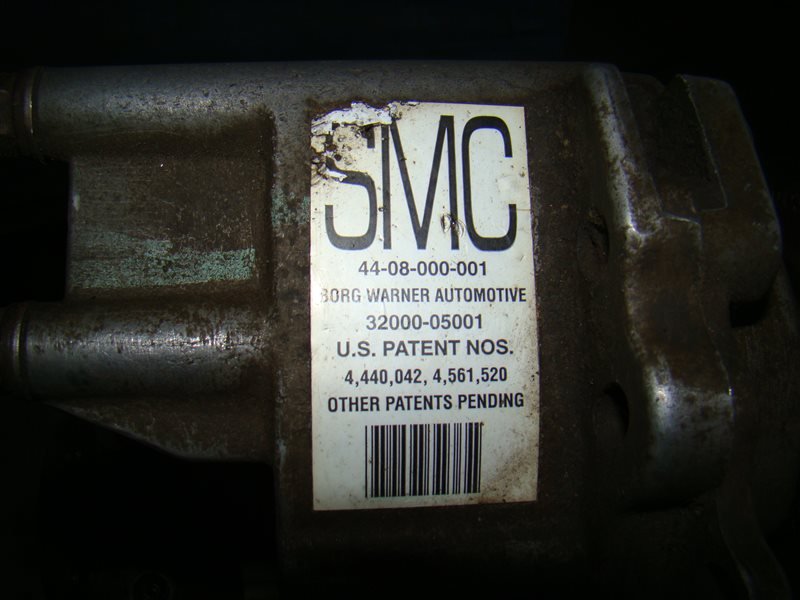 SMC
44-08-000-001
BORG WARNER AUTOMOTIVE
32000-05001
U.S. PATENT NOS.
4,440,042, 4,561,520
OTHER PATENTS PENDING